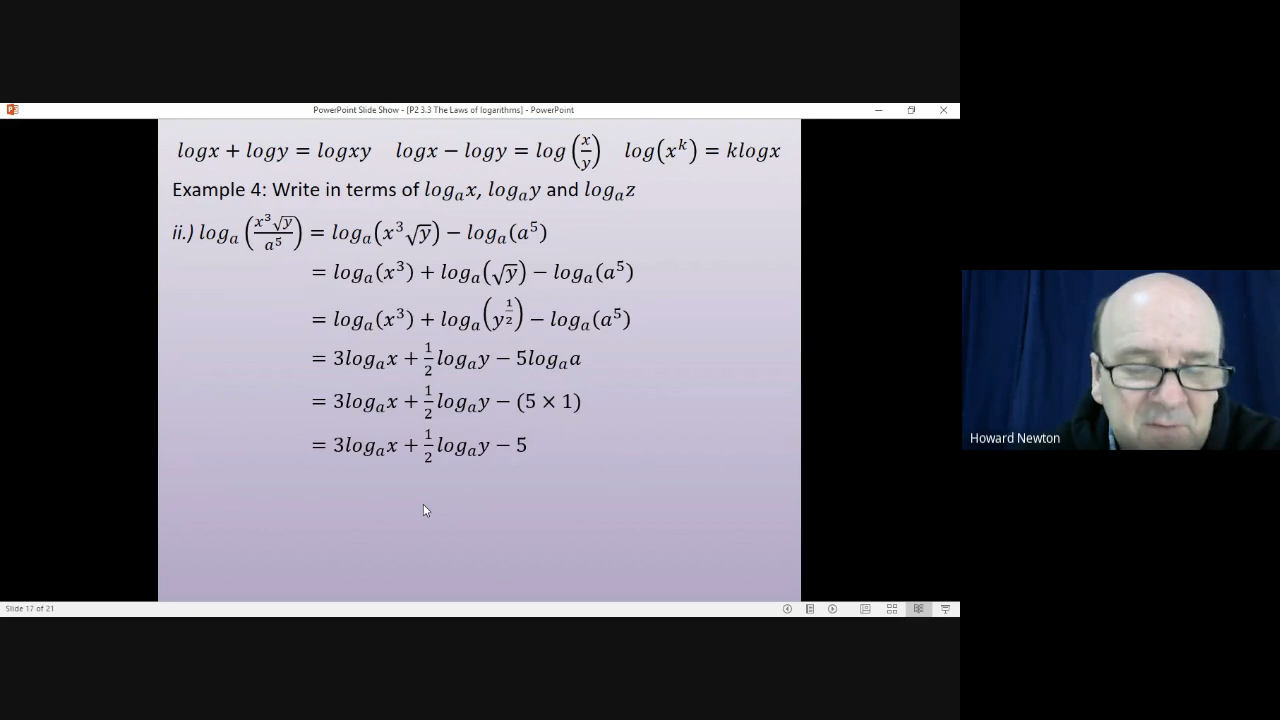 PowerPoint Slide Show - [P2 3.3 The Laws of logarithms] - PowerPoint
logx + logy = logxy logx − logy = log(x/y) log(x^k) = klogx
Example 4: Write in terms of log_a x, log_a y and log_a z
ii.) log_a(x³√y/a⁵) = log_a(x³√y) − log_a(a⁵)
= log_a(x³) + log_a(√y) − log_a(a⁵)
= log_a(x³) + log_a(y^(1/2)) − log_a(a⁵)
= 3log_a x + 1/2 log_a y − 5log_a a
= 3log_a x + 1/2 log_a y − (5 × 1)
= 3log_a x + 1/2 log_a y − 5
Howard Newton
Slide 17 of 21